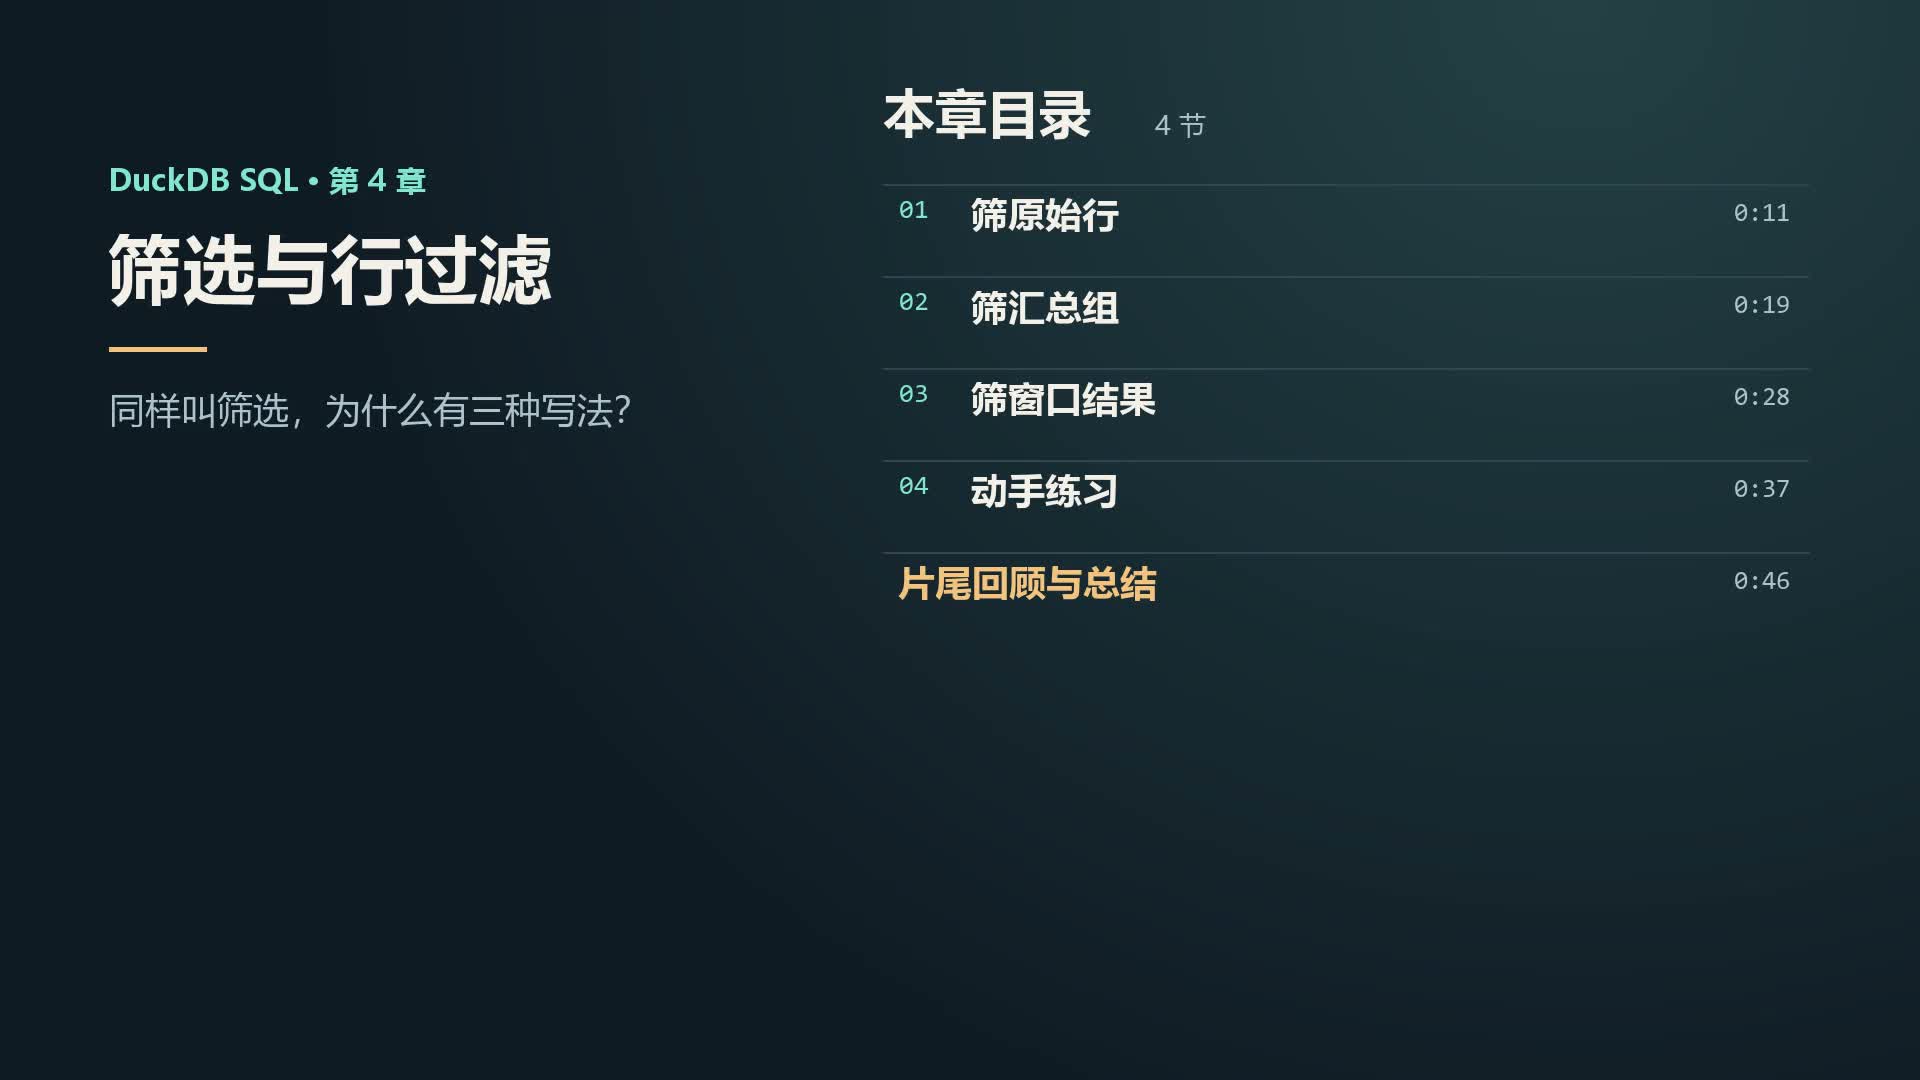 DuckDB SQL • 第 4 章
筛选与行过滤
同样叫筛选，为什么有三种写法？
本章目录 4 节
01 筛原始行 0:11
02 筛汇总组 0:19
03 筛窗口结果 0:28
04 动手练习 0:37
片尾回顾与总结 0:46